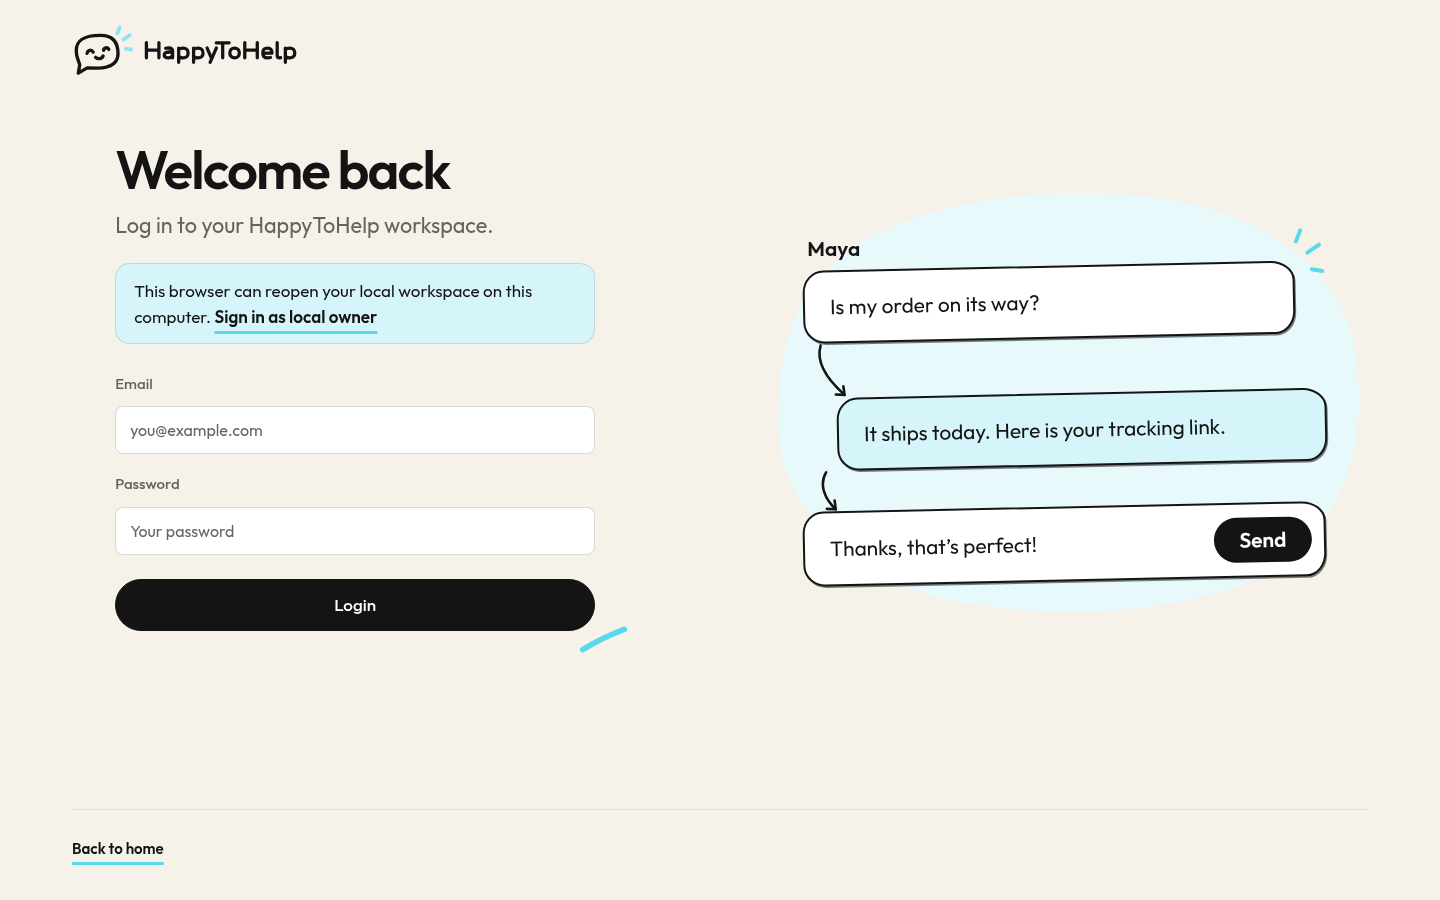 HappyToHelp
Welcome back
Log in to your HappyToHelp workspace.
This browser can reopen your local workspace on this
computer. Sign in as local owner
Email
you@example.com
Password
Your password
Login
Maya
Is my order on its way?
It ships today. Here is your tracking link.
Thanks, that’s perfect!
Send
Back to home